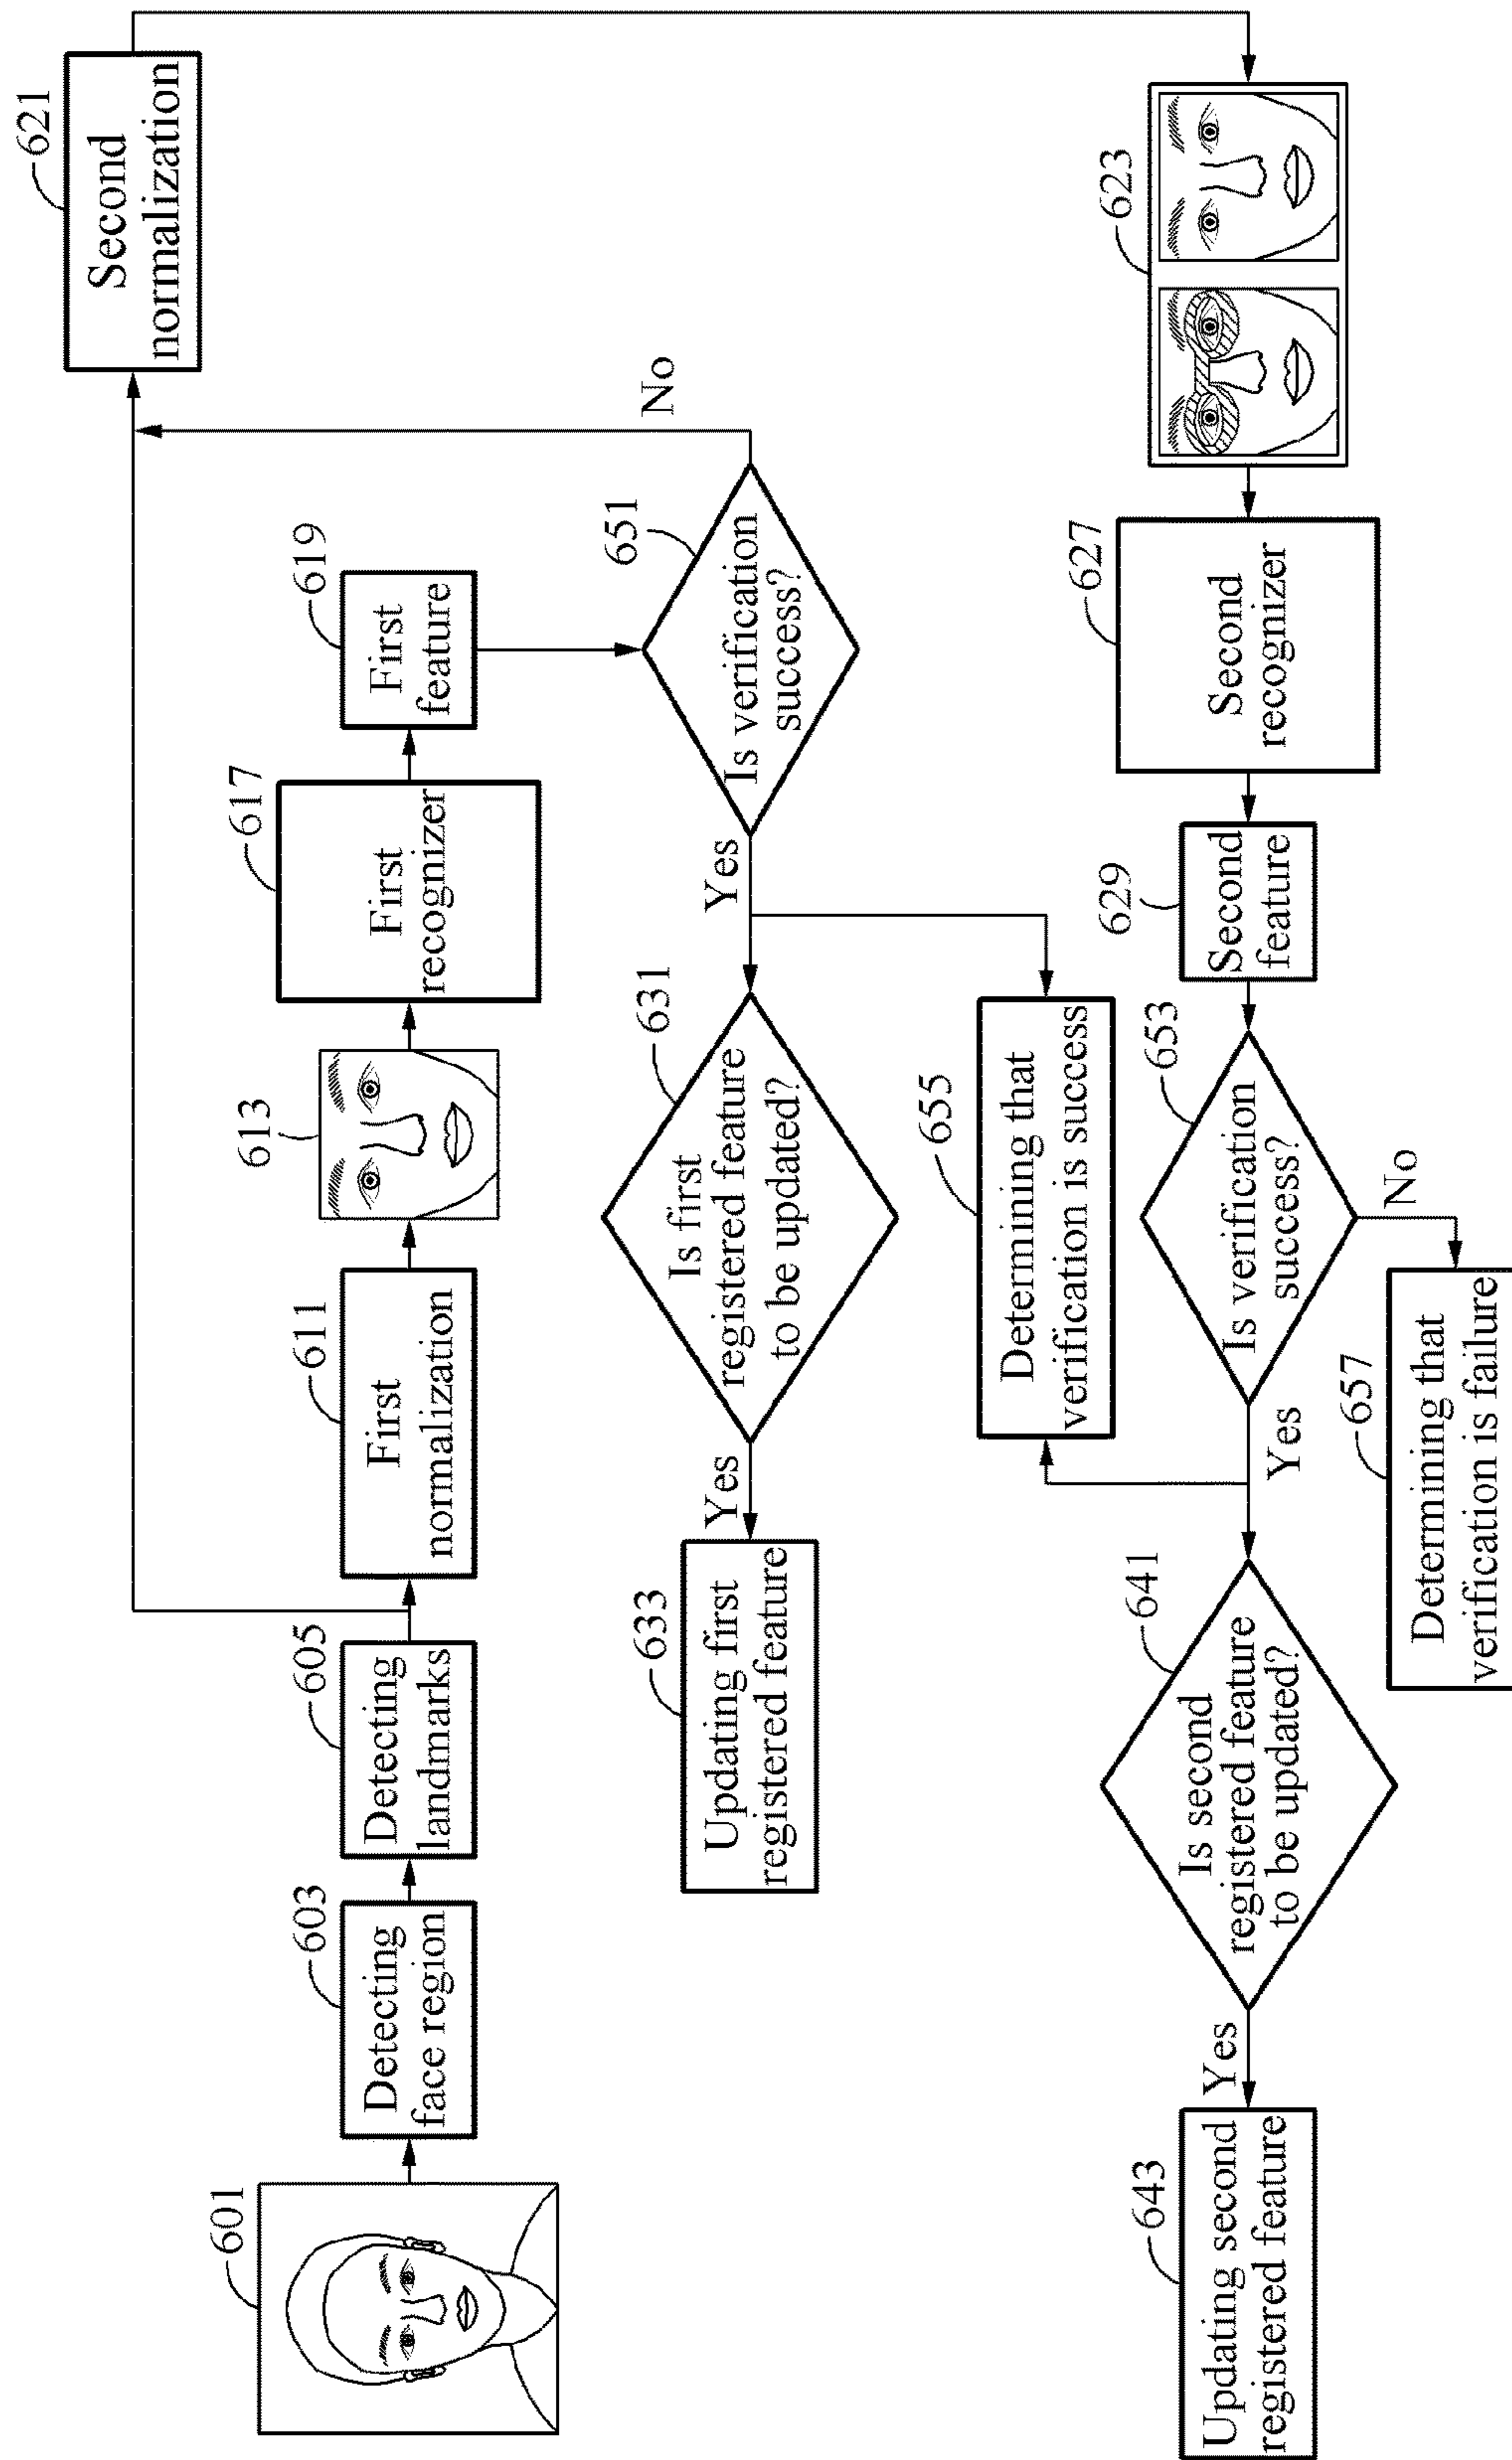 621
Second
normalization
601
603
Detecting
face region
605
Detecting
landmarks
611
First
normalization
613
617
First
recognizer
619
First
feature
633
Updating first
registered feature
Yes
631
Is first
registered feature
to be updated?
Yes
651
Is verification
success?
No
655
Determining that
verification is success
643
Updating second
registered feature
Yes
641
Is second
registered feature
to be updated?
Yes
653
Is verification
success?
629
Second
feature
627
Second
recognizer
623
No
657
Determining that
verification is failure